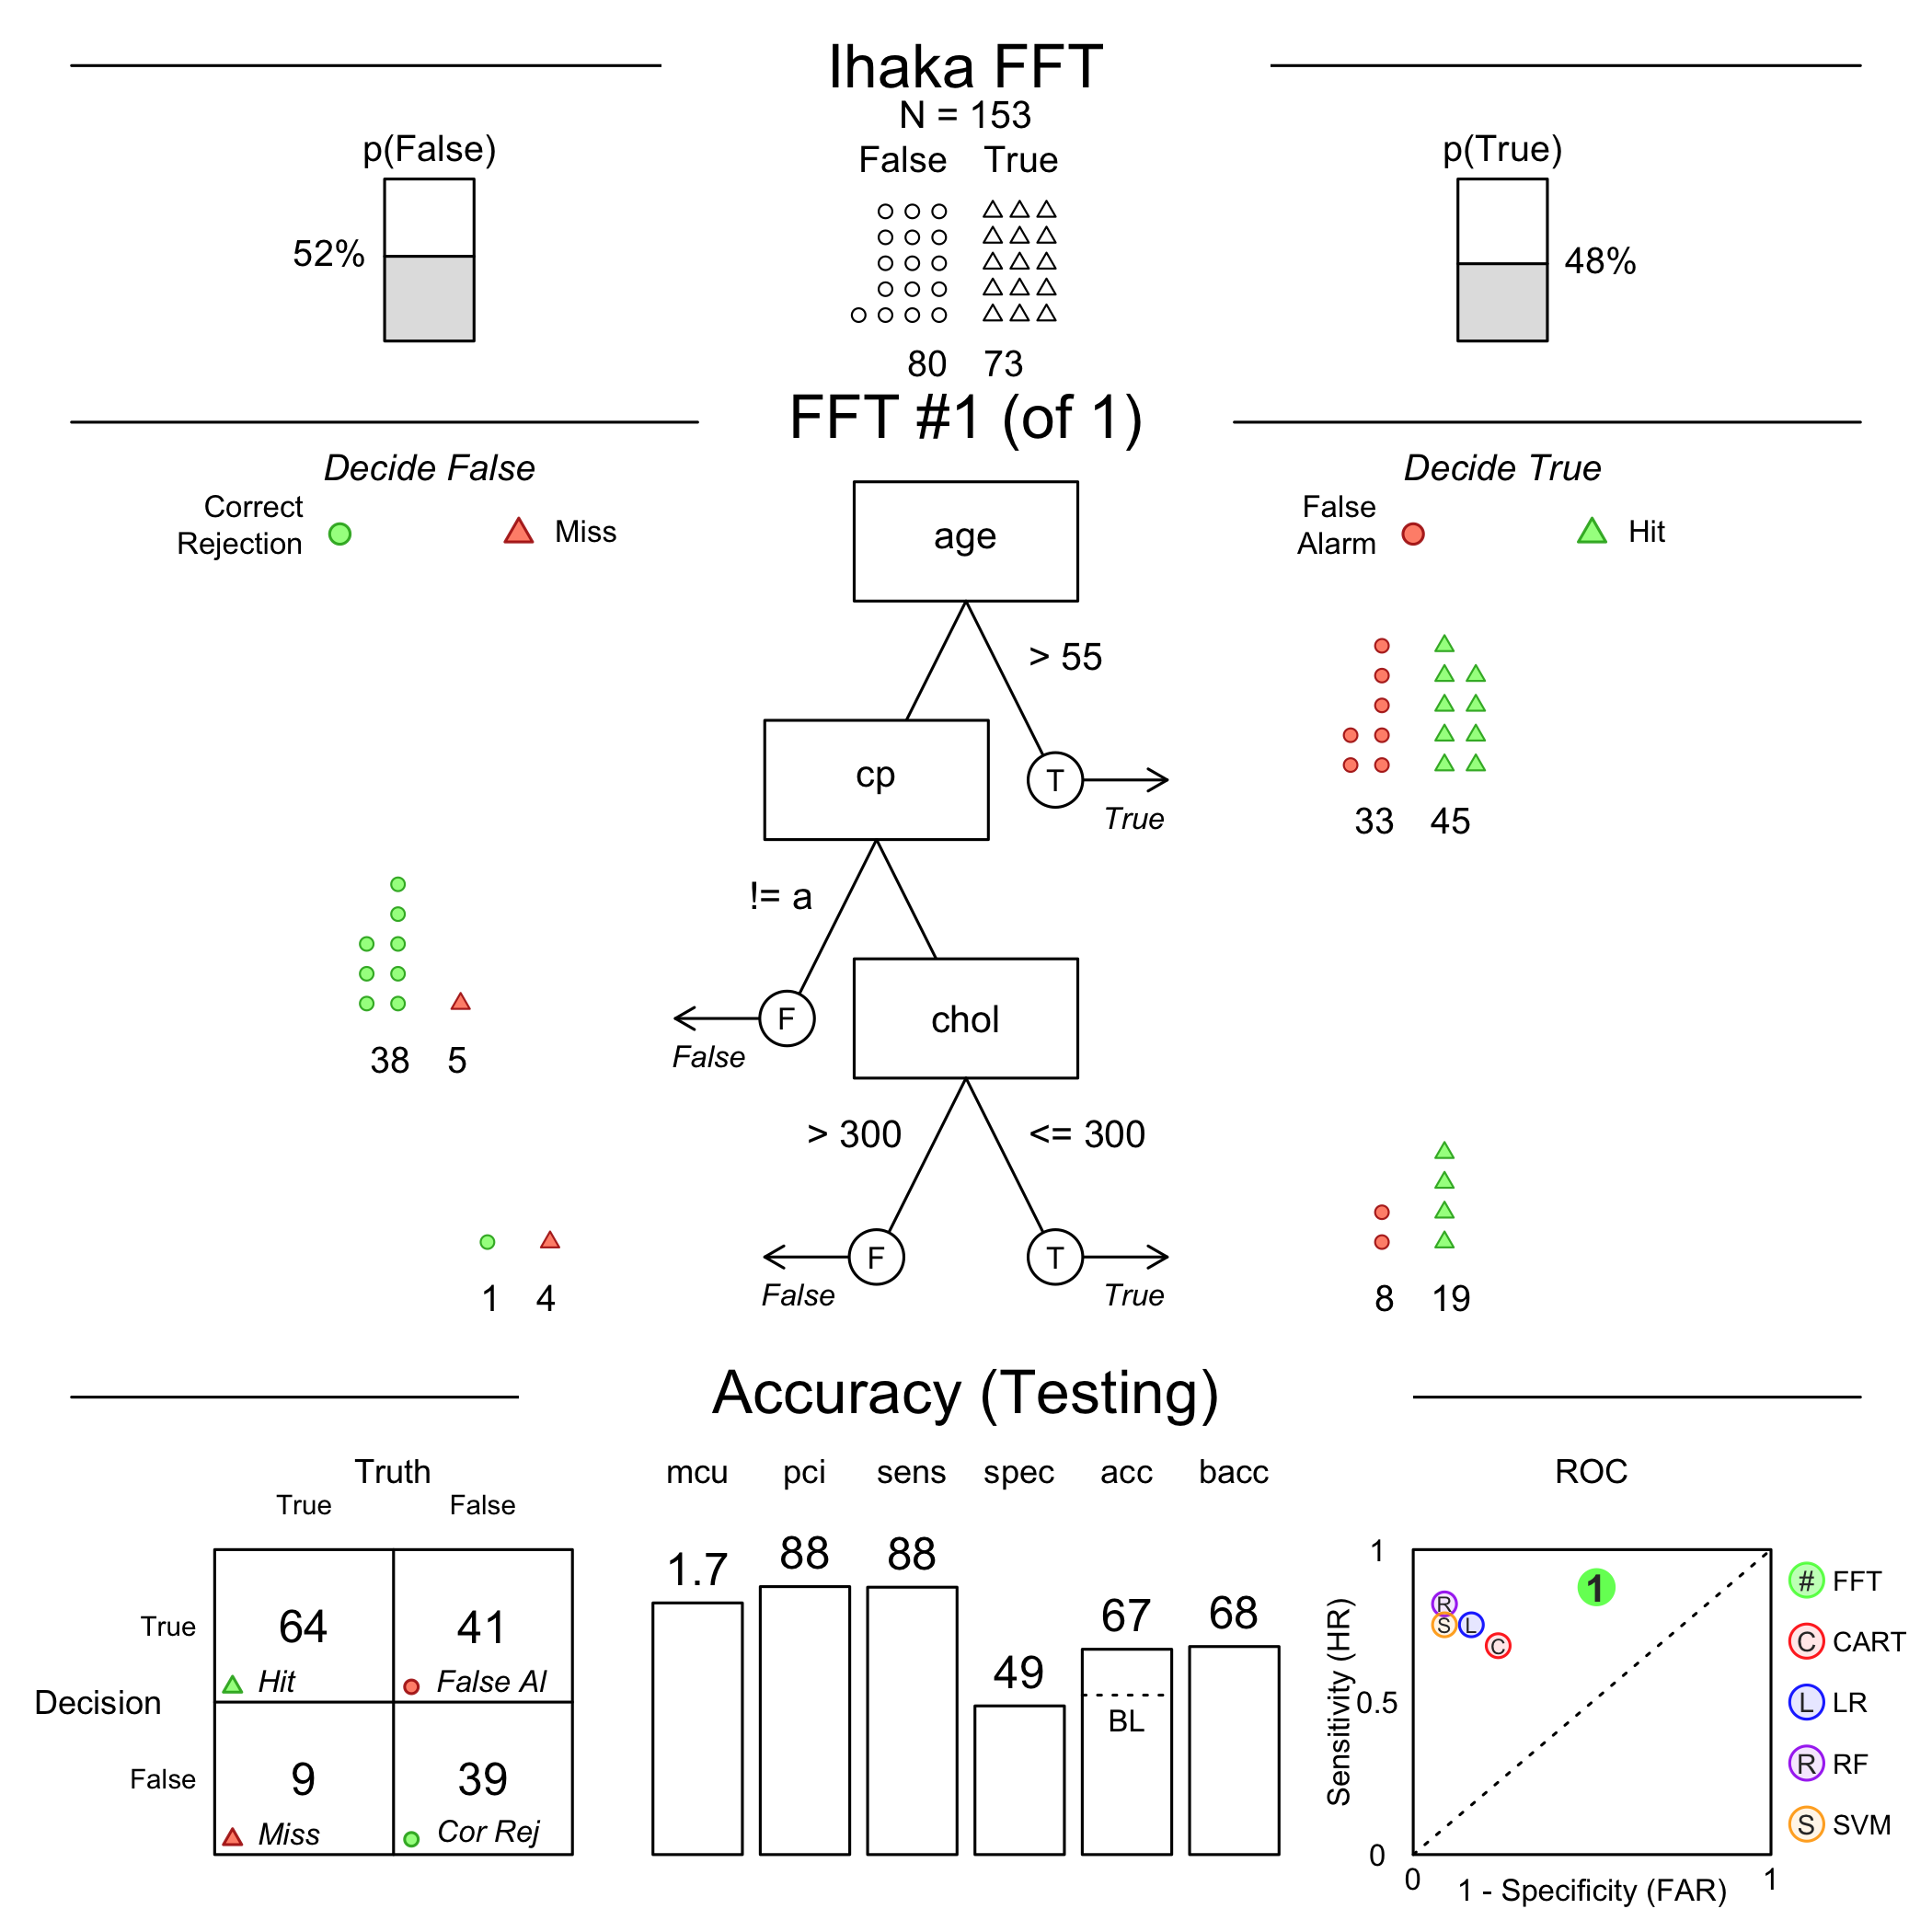 Ihaka FFT
N = 153
False True
p(False)
52%
p(True)
48%
80 73
FFT #1 (of 1)
Decide False
Correct
Rejection
Miss
Decide True
False
Alarm
Hit
age
> 55
cp
T
True
33 45
!= a
F
False
38 5
chol
> 300
<= 300
F
False
T
True
1 4
8 19
Accuracy (Testing)
Truth
True False
Decision
True
64
Hit
41
False Al
False
9
Miss
39
Cor Rej
mcu pci sens spec acc bacc
1.7 88 88 49 67 68
BL
ROC
1
0.5
0
Sensitivity (HR)
1
R
S
L
C
0 1
1 - Specificity (FAR)
# FFT
C CART
L LR
R RF
S SVM